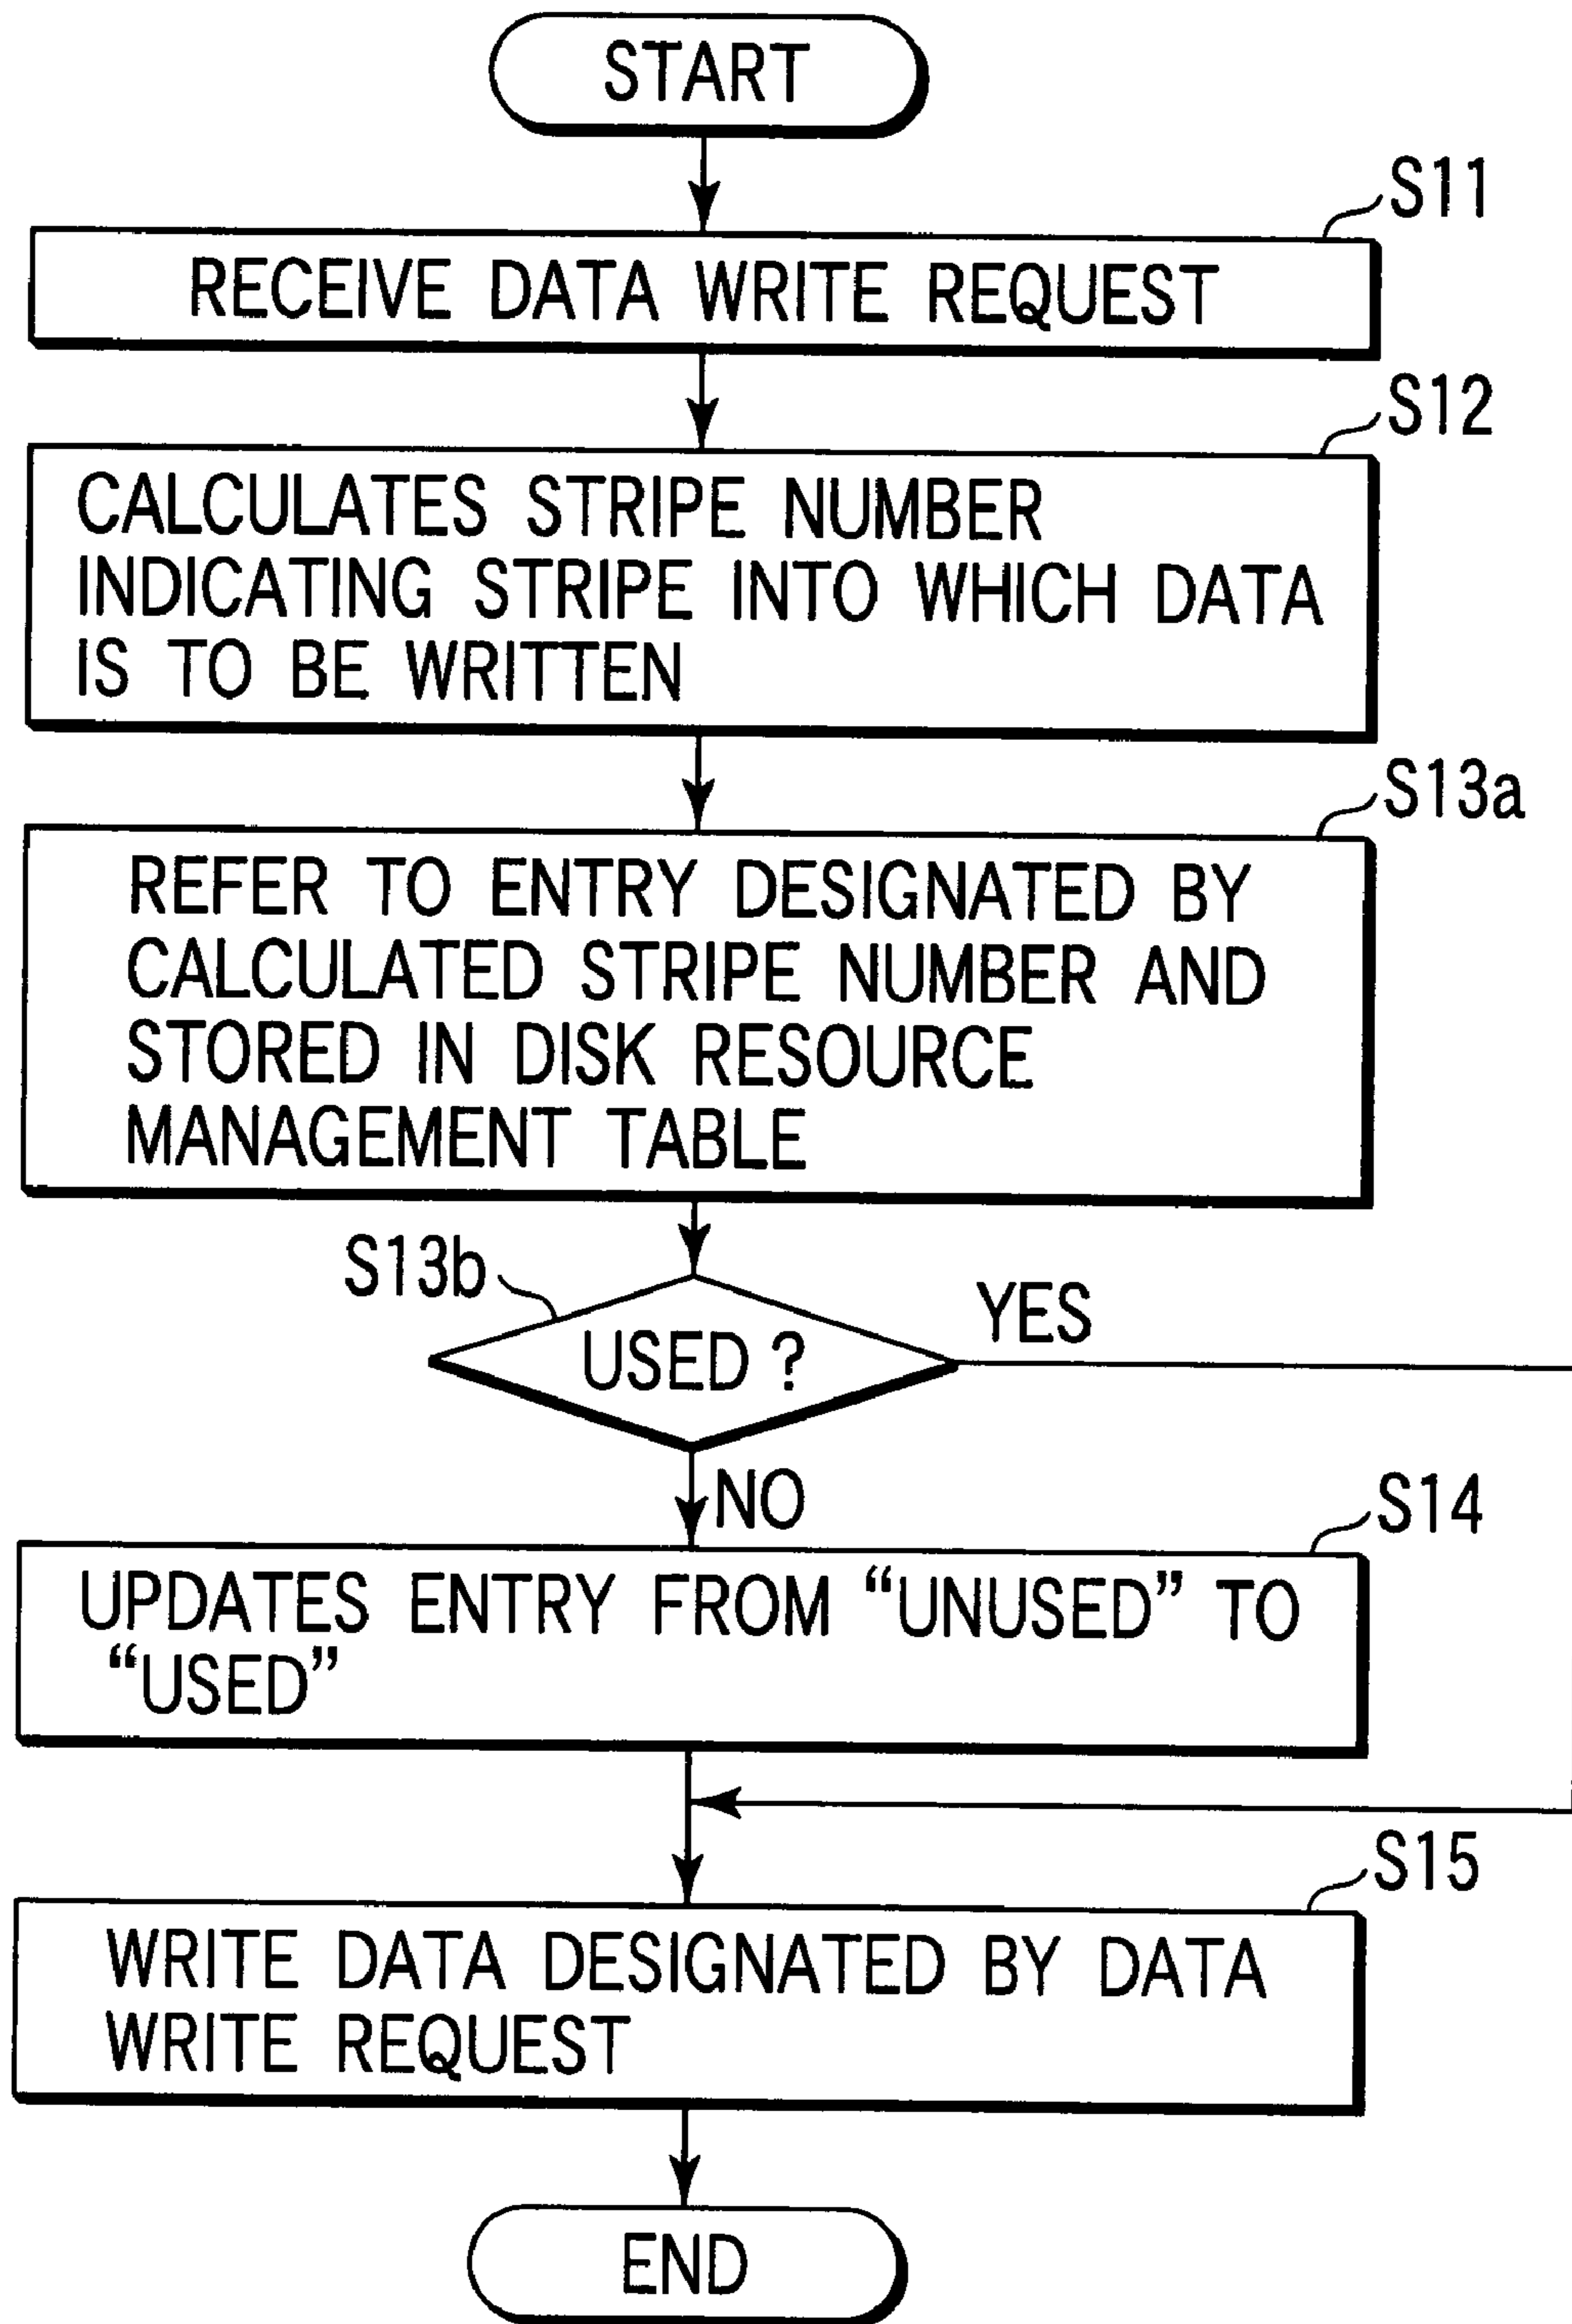 START
S11
RECEIVE DATA WRITE REQUEST
S12
CALCULATES STRIPE NUMBER
INDICATING STRIPE INTO WHICH DATA
IS TO BE WRITTEN
S13a
REFER TO ENTRY DESIGNATED BY
CALCULATED STRIPE NUMBER AND
STORED IN DISK RESOURCE
MANAGEMENT TABLE
S13b
YES
USED ?
NO
S14
UPDATES ENTRY FROM “UNUSED” TO
“USED”
S15
WRITE DATA DESIGNATED BY DATA
WRITE REQUEST
END